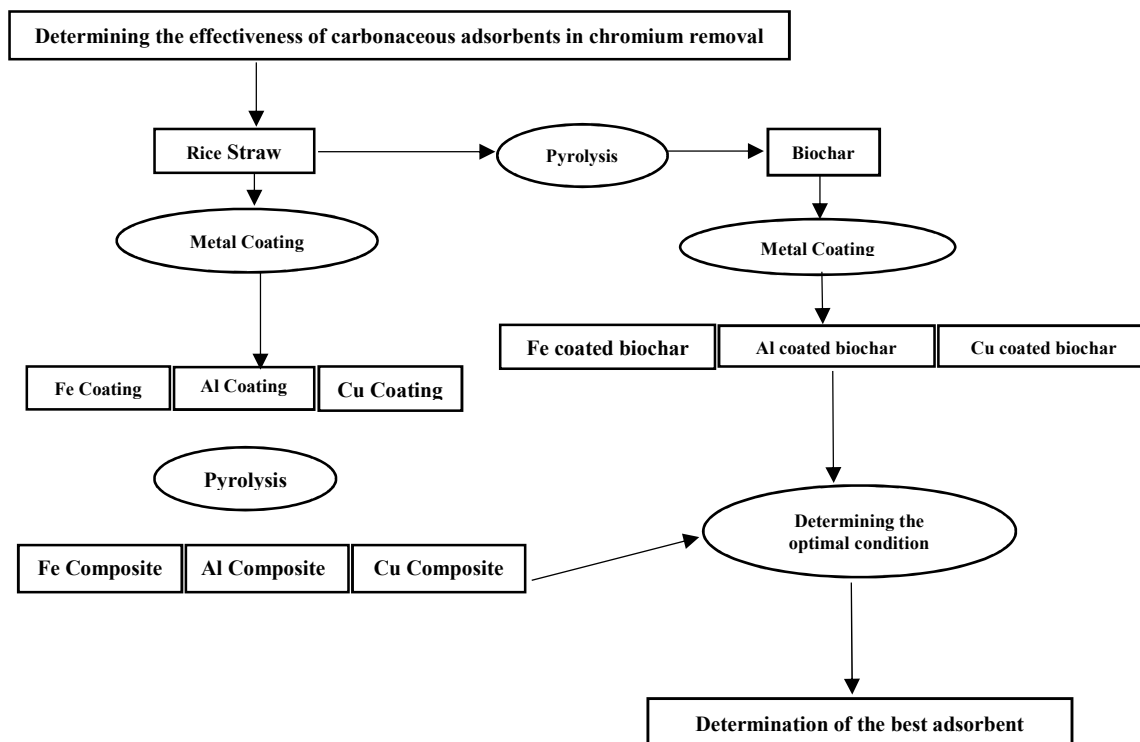 Determining the effectiveness of carbonaceous adsorbents in chromium removal
Rice Straw
Pyrolysis
Biochar
Metal Coating
Metal Coating
Fe coated biochar
Al coated biochar
Cu coated biochar
Fe Coating
Al Coating
Cu Coating
Pyrolysis
Determining the
optimal condition
Fe Composite
Al Composite
Cu Composite
Determination of the best adsorbent